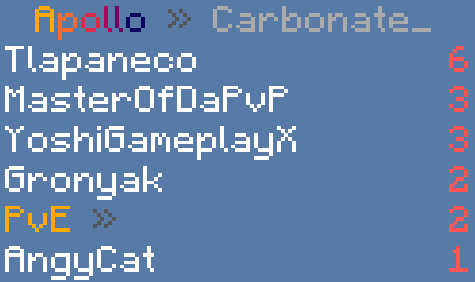 Apollo » Carbonate_
Tlapaneco 6
MasterOfDaPvP 3
YoshiGameplayX 3
Gronyak 2
PvE » 2
AngyCat 1